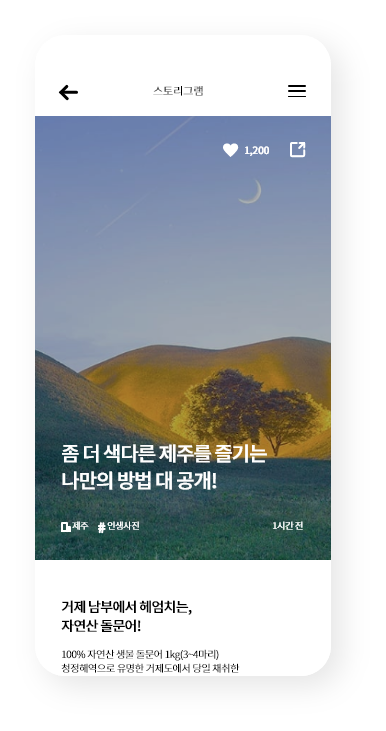 스토리그램
1,200
좀 더 색다른 제주를 즐기는
나만의 방법 대 공개!
제주 #인생사진 1시간 전
거제 남부에서 헤엄치는,
자연산 돌문어!
100% 자연산 생물 돌문어 1kg(3~4마리)
청정해역으로 유명한 거제도에서 당일 채취한